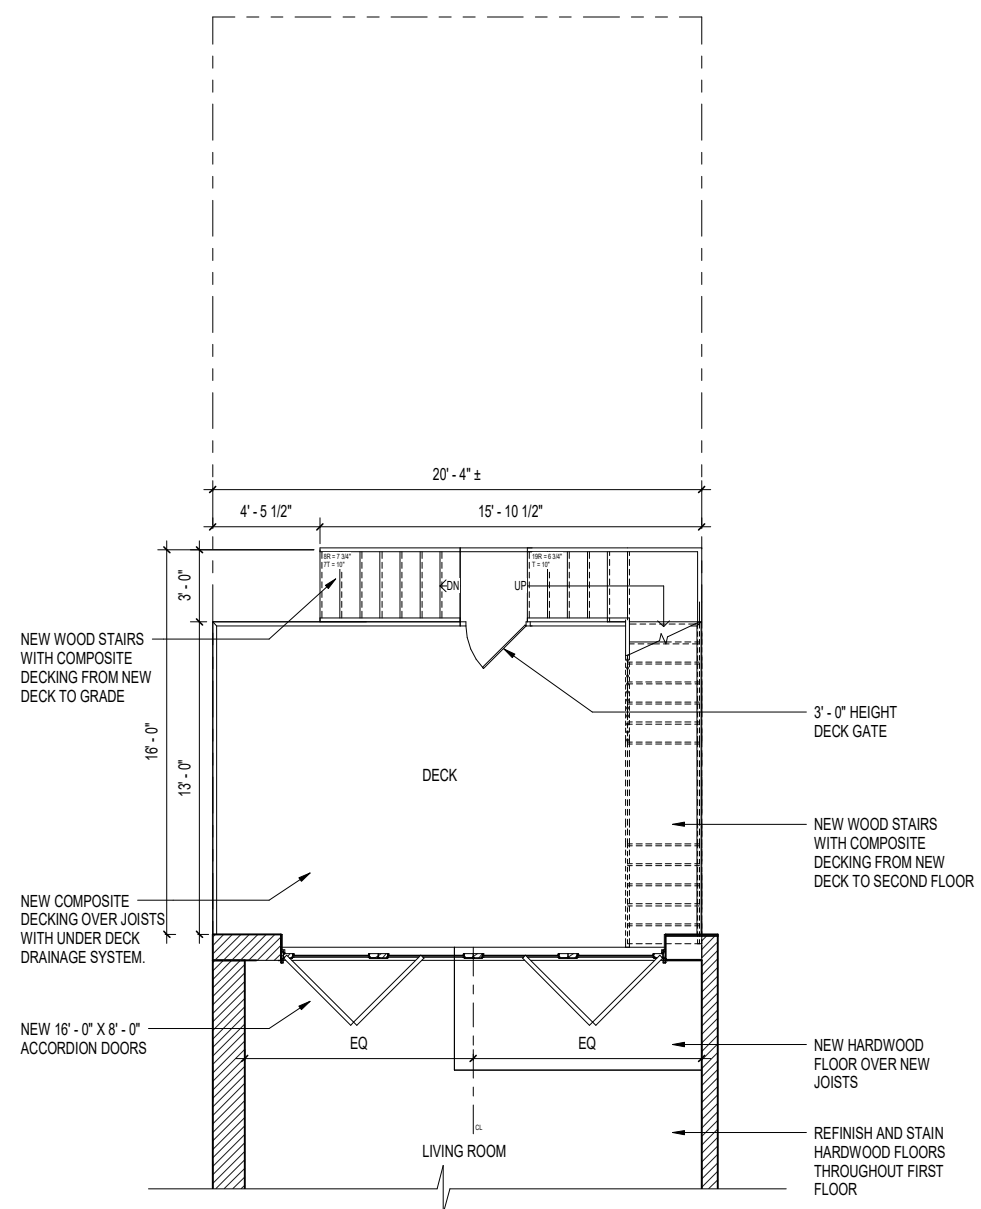 20' - 4" ±
4' - 5 1/2"
15' - 10 1/2"
8R = 7 3/4"
7T = 10"
19R = 6 3/4"
T = 10"
DN
UP
3' - 0"
16' - 0"
13' - 0"
NEW WOOD STAIRS
WITH COMPOSITE
DECKING FROM NEW
DECK TO GRADE
3' - 0" HEIGHT
DECK GATE
DECK
NEW WOOD STAIRS
WITH COMPOSITE
DECKING FROM NEW
DECK TO SECOND FLOOR
NEW COMPOSITE
DECKING OVER JOISTS
WITH UNDER DECK
DRAINAGE SYSTEM.
NEW 16' - 0" X 8' - 0"
ACCORDION DOORS
EQ
EQ
NEW HARDWOOD
FLOOR OVER NEW
JOISTS
CL
LIVING ROOM
REFINISH AND STAIN
HARDWOOD FLOORS
THROUGHOUT FIRST
FLOOR